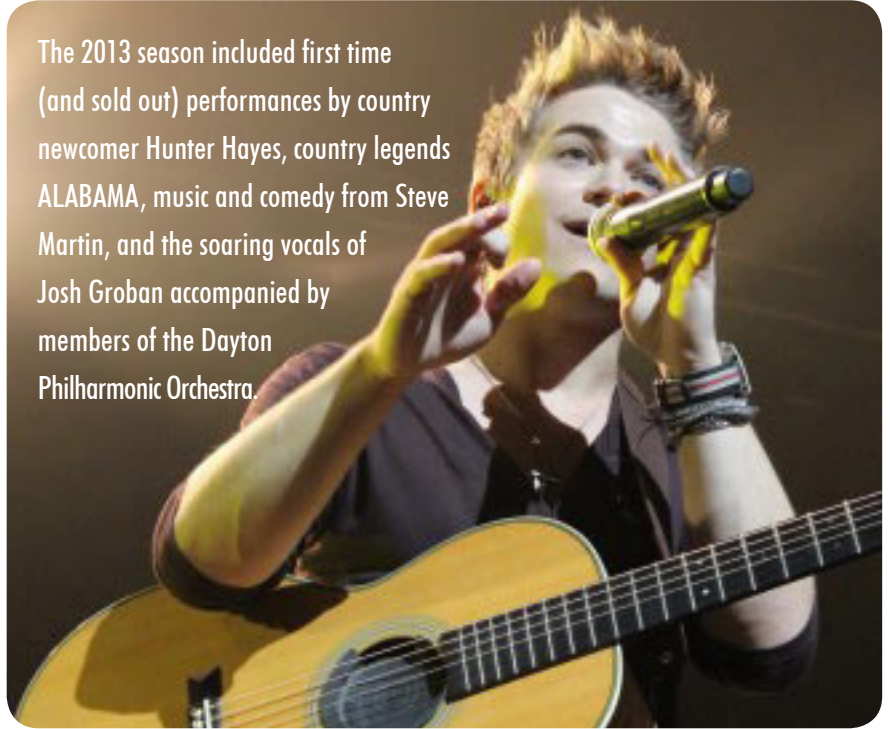 The 2013 season included first time
(and sold out) performances by country
newcomer Hunter Hayes, country legends
ALABAMA, music and comedy from Steve
Martin, and the soaring vocals of
Josh Groban accompanied by
members of the Dayton
Philharmonic Orchestra.